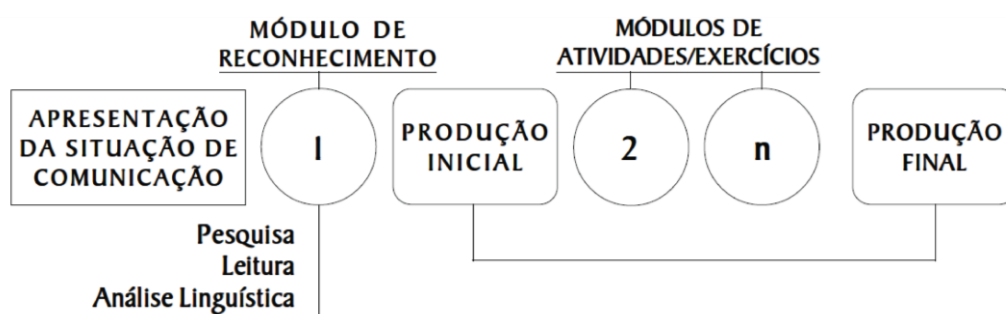 MÓDULO DE
RECONHECIMENTO
MÓDULOS DE
ATIVIDADES/EXERCÍCIOS
APRESENTAÇÃO
DA SITUAÇÃO DE
COMUNICAÇÃO
1
PRODUÇÃO
INICIAL
2
n
PRODUÇÃO
FINAL
Pesquisa
Leitura
Análise Linguística